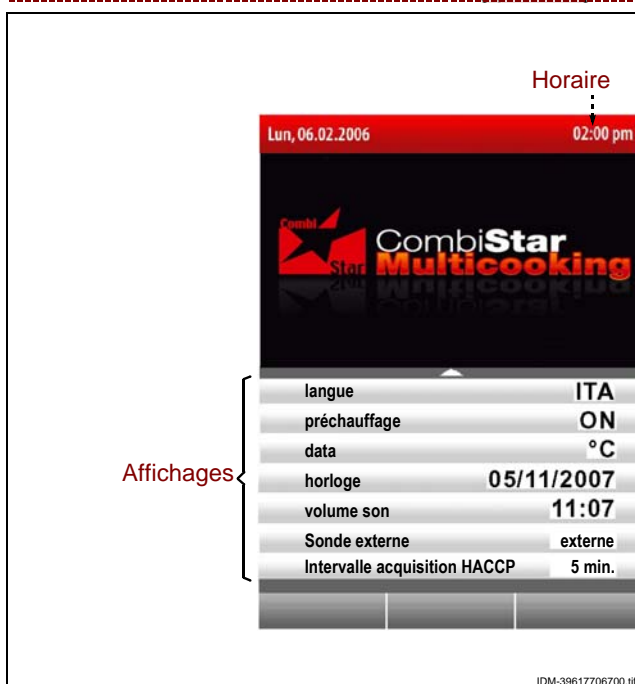 Horaire
Lun, 06.02.2006 02:00 pm
Combi
Star
CombiStar
Multicooking
Affichages
langue ITA
préchauffage ON
data °C
horloge 05/11/2007
volume son 11:07
Sonde externe externe
Intervalle acquisition HACCP 5 min.
IDM-39617706700.tif